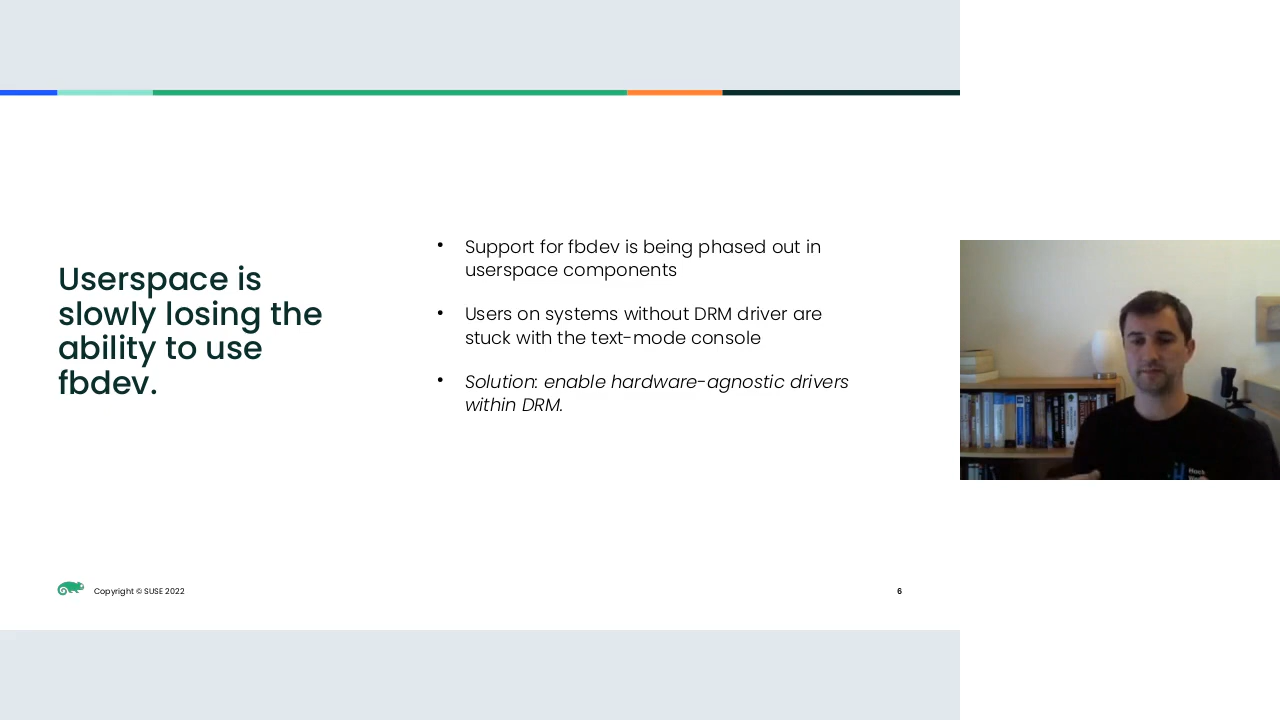 Userspace is
slowly losing the
ability to use
fbdev.
• Support for fbdev is being phased out in
userspace components
• Users on systems without DRM driver are
stuck with the text-mode console
• Solution: enable hardware-agnostic drivers
within DRM.
Copyright © SUSE 2022
6